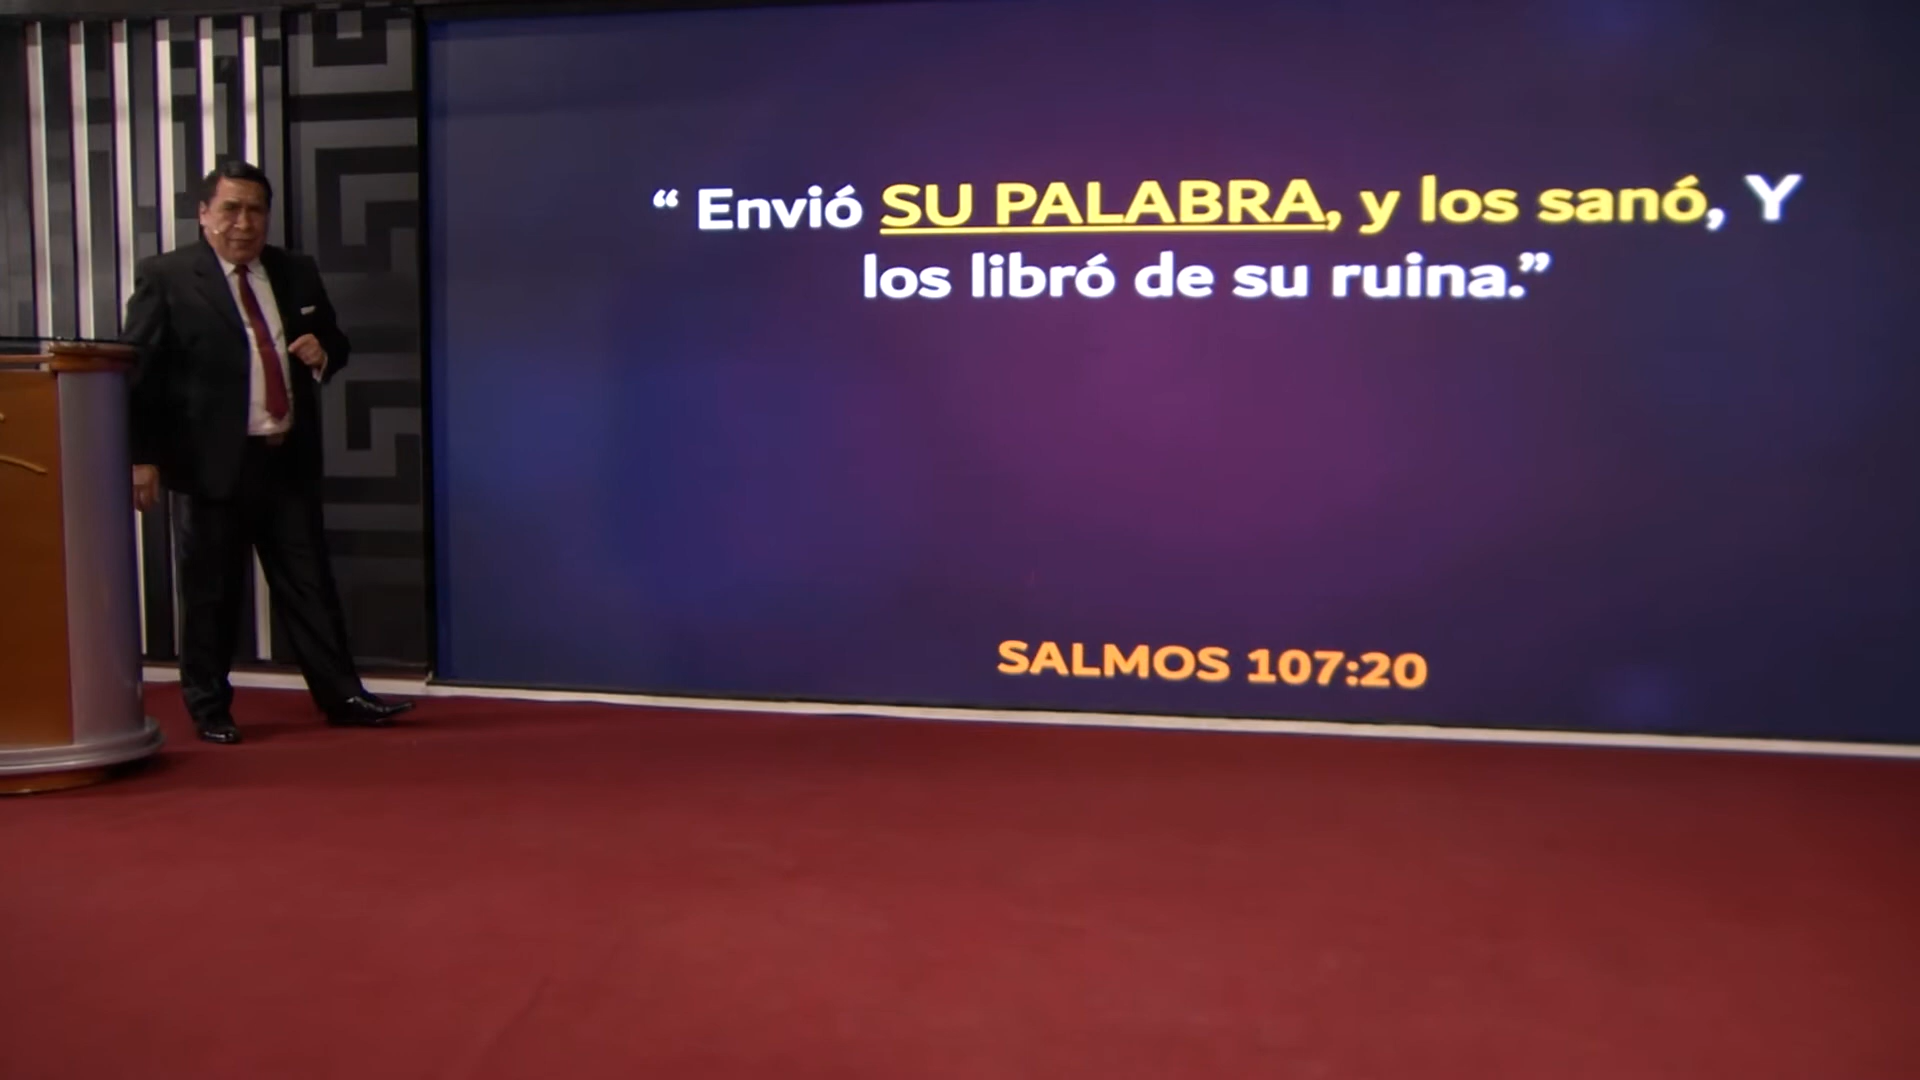 “ Envió SU PALABRA, y los sanó, Y
los libró de su ruina.”
SALMOS 107:20